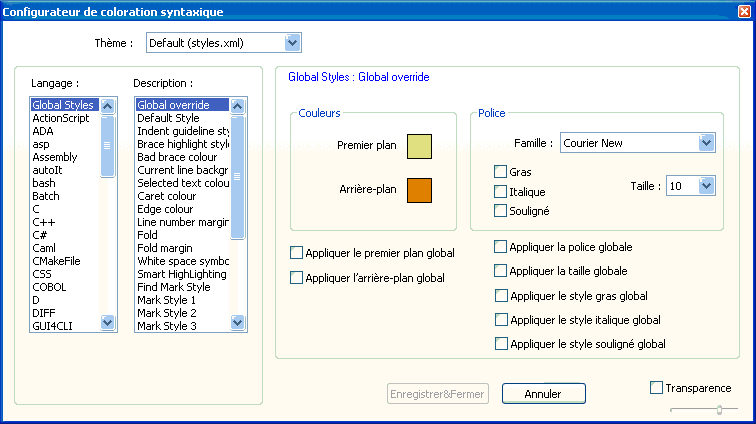 Configurateur de coloration syntaxique
Thème :
Default (styles.xml)
Langage :
Global Styles
ActionScript
ADA
asp
Assembly
autoIt
bash
Batch
C
C++
C#
Caml
CMakeFile
CSS
COBOL
D
DIFF
GUI4CLI
Description :
Global override
Default Style
Indent guideline sty
Brace highlight style
Bad brace colour
Current line backgr
Selected text colou
Caret colour
Edge colour
Line number margin
Fold
Fold margin
White space symbo
Smart HighLighting
Find Mark Style
Mark Style 1
Mark Style 2
Mark Style 3
Global Styles : Global override
Couleurs
Premier plan
Arrière-plan
Police
Famille :
Courier New
Gras
Italique
Souligné
Taille :
10
Appliquer le premier plan global
Appliquer l'arrière-plan global
Appliquer la police globale
Appliquer la taille globale
Appliquer le style gras global
Appliquer le style italique global
Appliquer le style souligné global
Enregistrer&Fermer
Annuler
Transparence